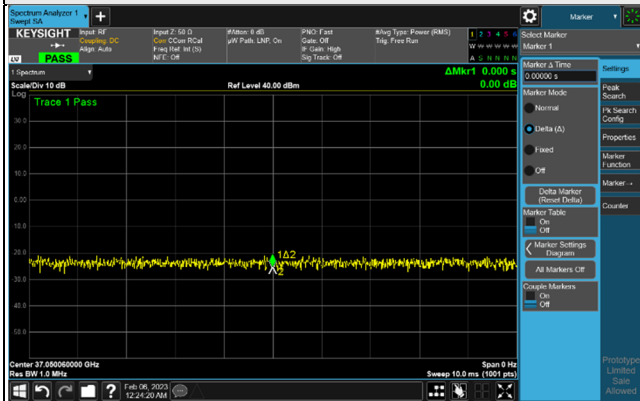 Spectrum Analyzer 1
Swept SA
Marker
KEYSIGHT
Input: RF
Coupling: DC
Align: Auto
Input Z: 50 Ω
Corr CCorr RCal
Freq Ref: Int (S)
NFE: Off
#Atten: 0 dB
µW Path: LNP, On
PNO: Fast
Gate: Off
IF Gain: High
Sig Track: Off
#Avg Type: Power (RMS)
Trig: Free Run
1 2 3 4 5 6
W W W W W W
A S N N N N
LV
PASS
Select Marker
Marker 1
1 Spectrum
ΔMkr1 0.000 s
0.00 dB
Scale/Div 10 dB
Ref Level 40.00 dBm
Log
Trace 1 Pass
30.0
20.0
10.0
0.00
10.0
20.0
30.0
40.0
50.0
1Δ2
2
Center 37.050060000 GHz
Res BW 1.0 MHz
Span 0 Hz
Sweep 10.0 ms (1001 pts)
Marker Δ Time
0.00000 s
Marker Mode
Normal
Delta (Δ)
Fixed
Off
Delta Marker
(Reset Delta)
Marker Table
On
Off
Marker Settings
Diagram
All Markers Off
Couple Markers
On
Off
Settings
Peak
Search
Pk Search
Config
Properties
Marker
Function
Marker→
Counter
Prototype
Limited
Sale
Allowed
?
Feb 06, 2023
12:24:20 AM